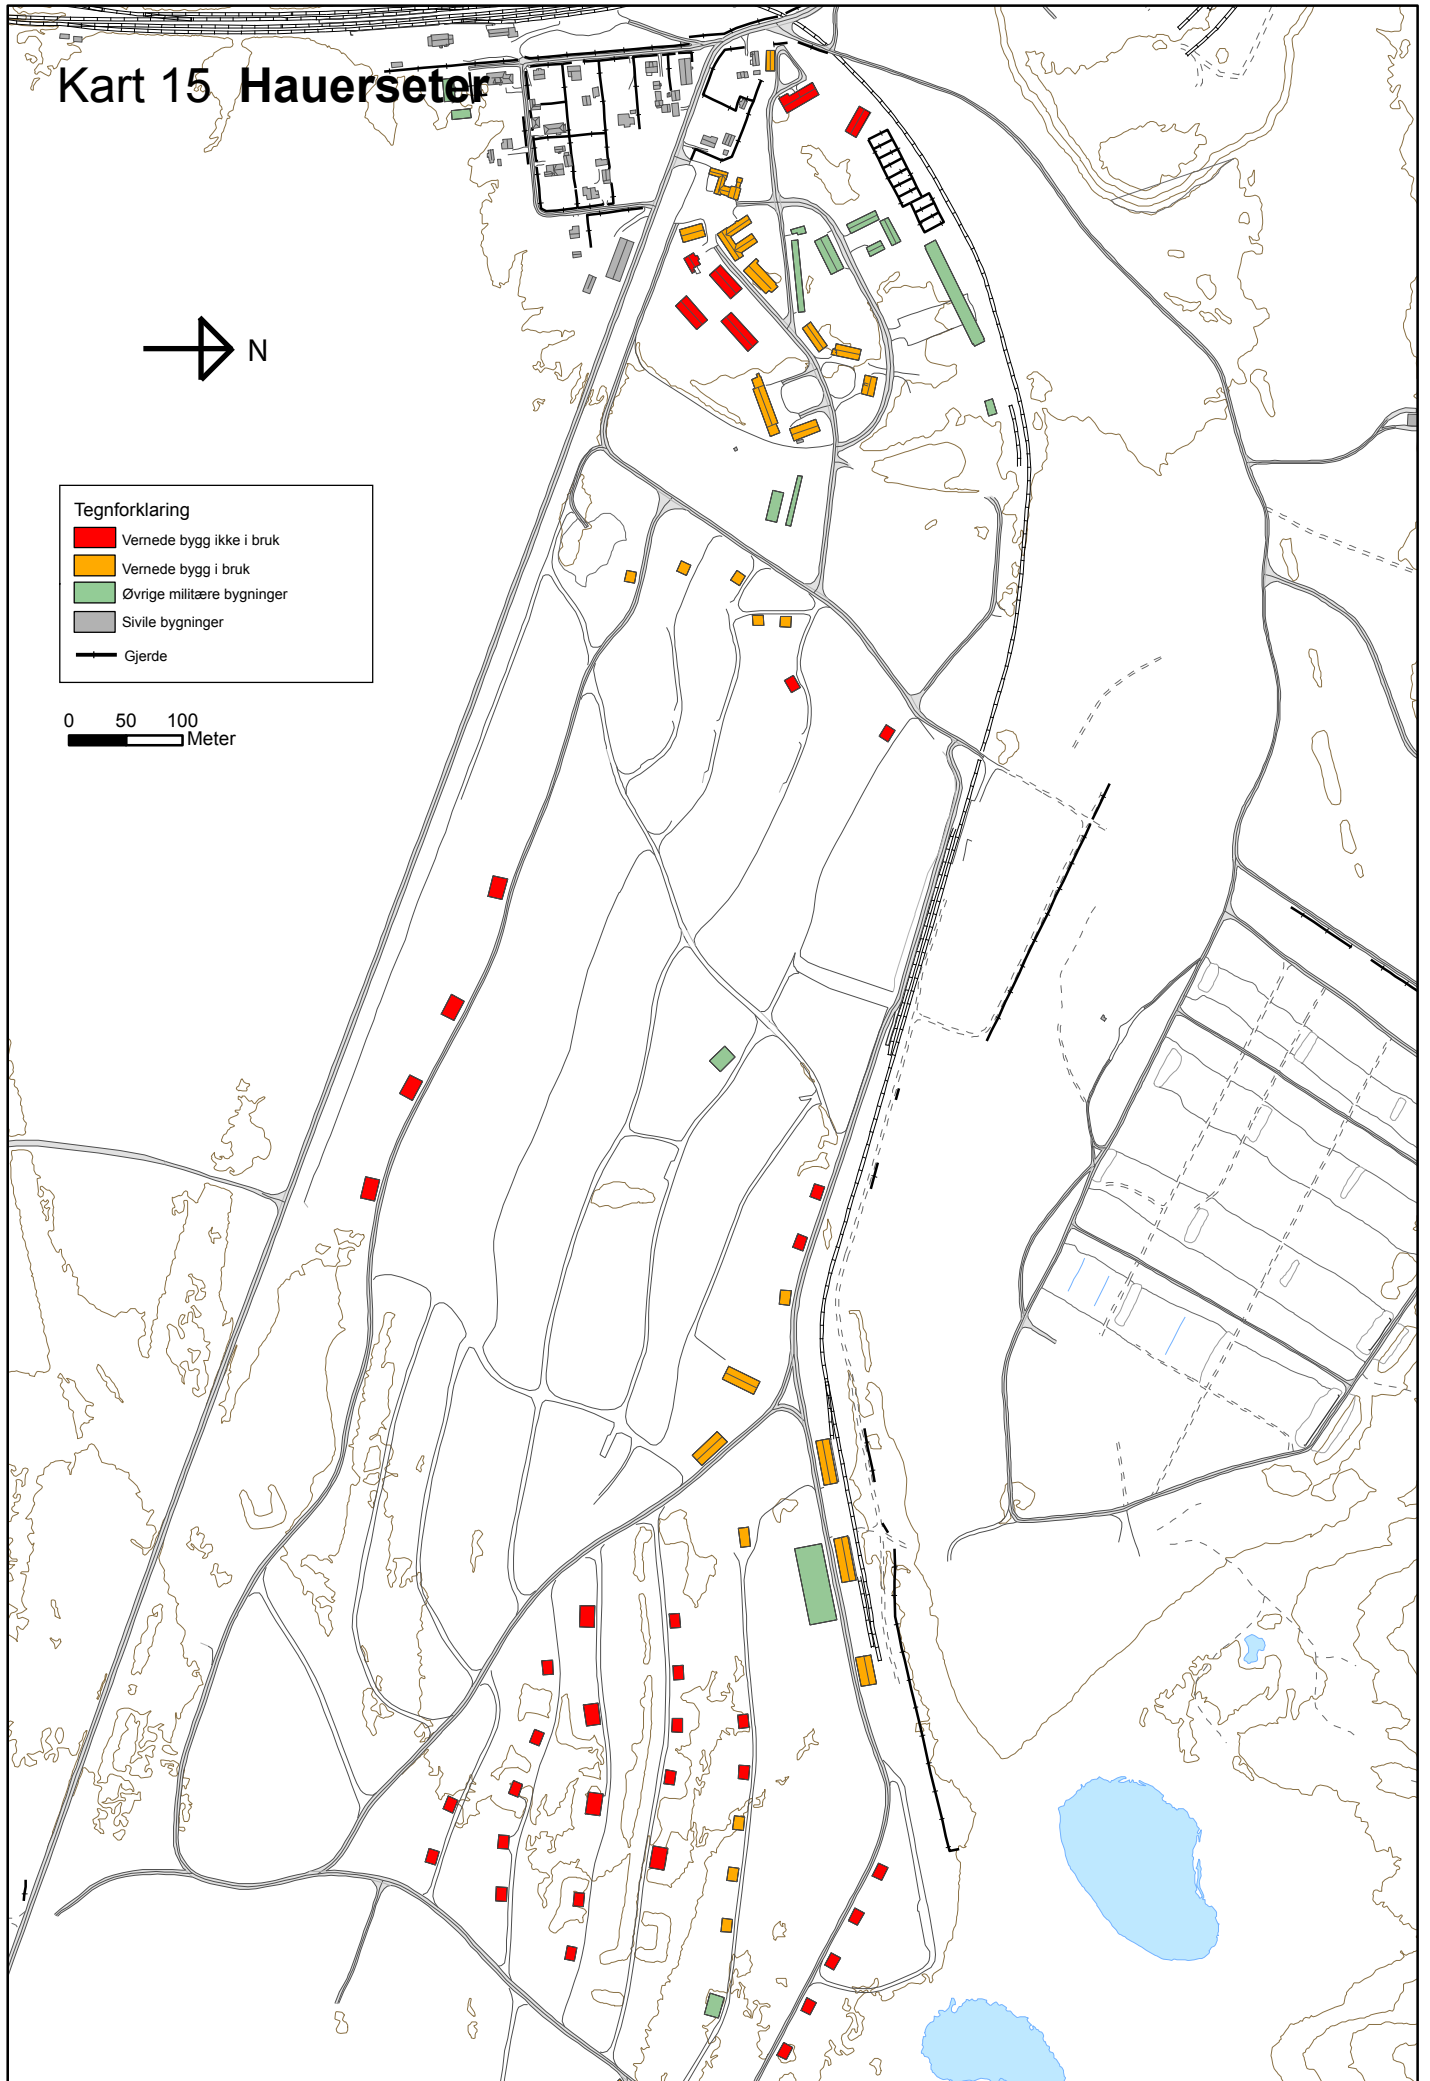 Kart 15 Hauerseter
N
Tegnforklaring
Vernede bygg ikke i bruk
Vernede bygg i bruk
Øvrige militære bygninger
Sivile bygninger
Gjerde
0 50 100
Meter